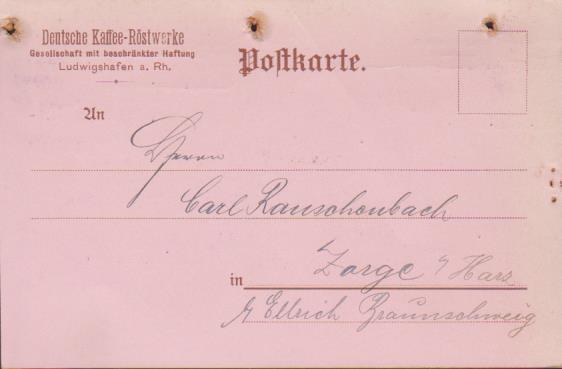 Deutsche Kaffee-Röstwerke
Gesellschaft mit beschränkter Haftung
Ludwigshafen a. Rh.
Postkarte.
An
Herrn
Carl Rauschenbach
in Zorge
Harz
Ellrich Braunschweig